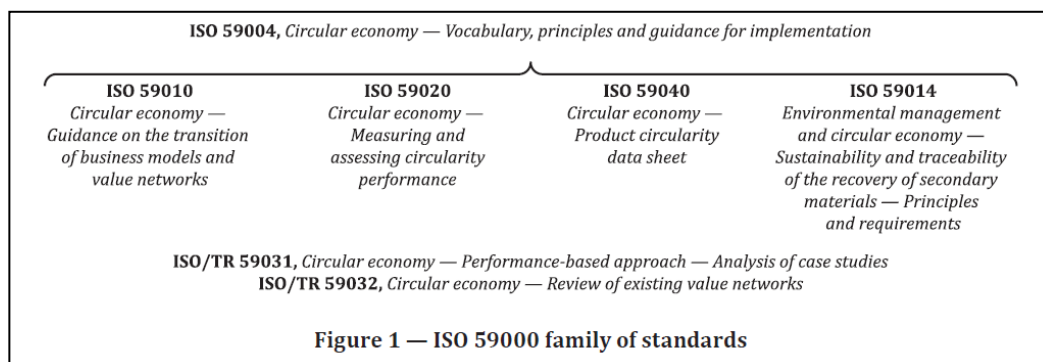 ISO 59004, Circular economy — Vocabulary, principles and guidance for implementation
ISO 59010
Circular economy —
Guidance on the transition
of business models and
value networks
ISO 59020
Circular economy —
Measuring and
assessing circularity
performance
ISO 59040
Circular economy —
Product circularity
data sheet
ISO 59014
Environmental management
and circular economy —
Sustainability and traceability
of the recovery of secondary
materials — Principles
and requirements
ISO/TR 59031, Circular economy — Performance-based approach — Analysis of case studies
ISO/TR 59032, Circular economy — Review of existing value networks
Figure 1 — ISO 59000 family of standards